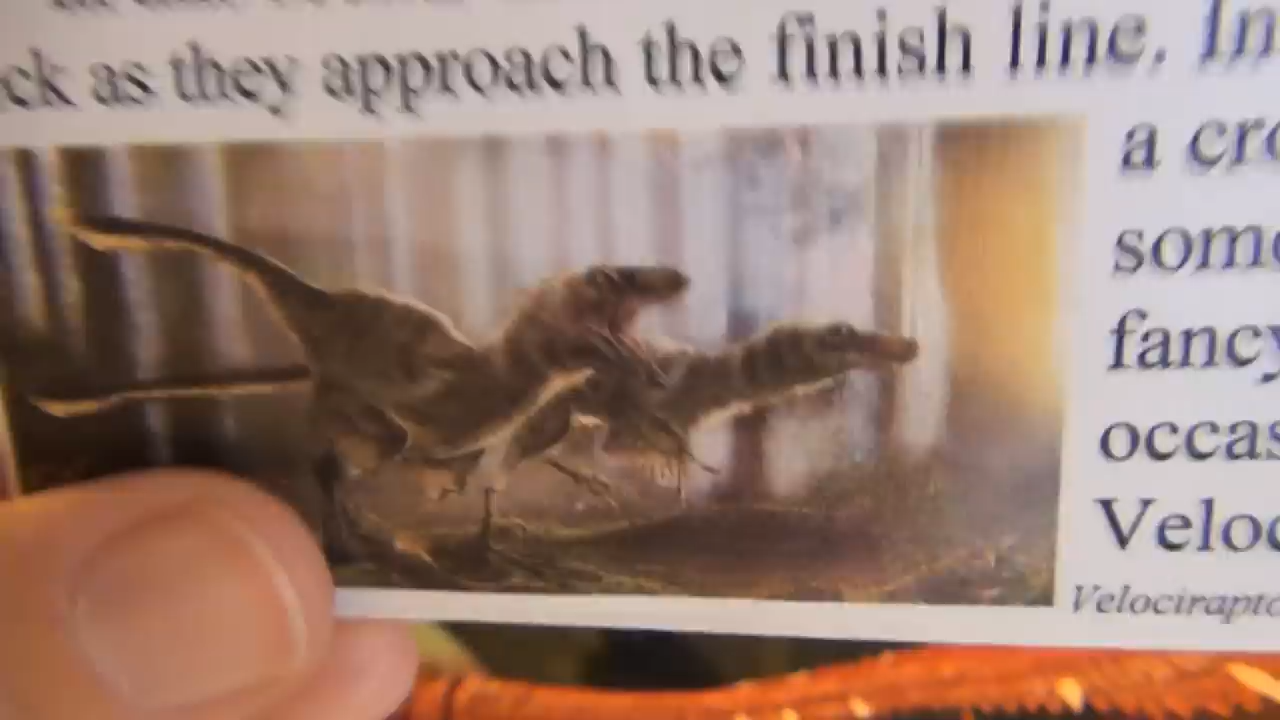 ck as they approach the finish line. In
a cro
some
fancy
occas
Veloc
Velocirapto